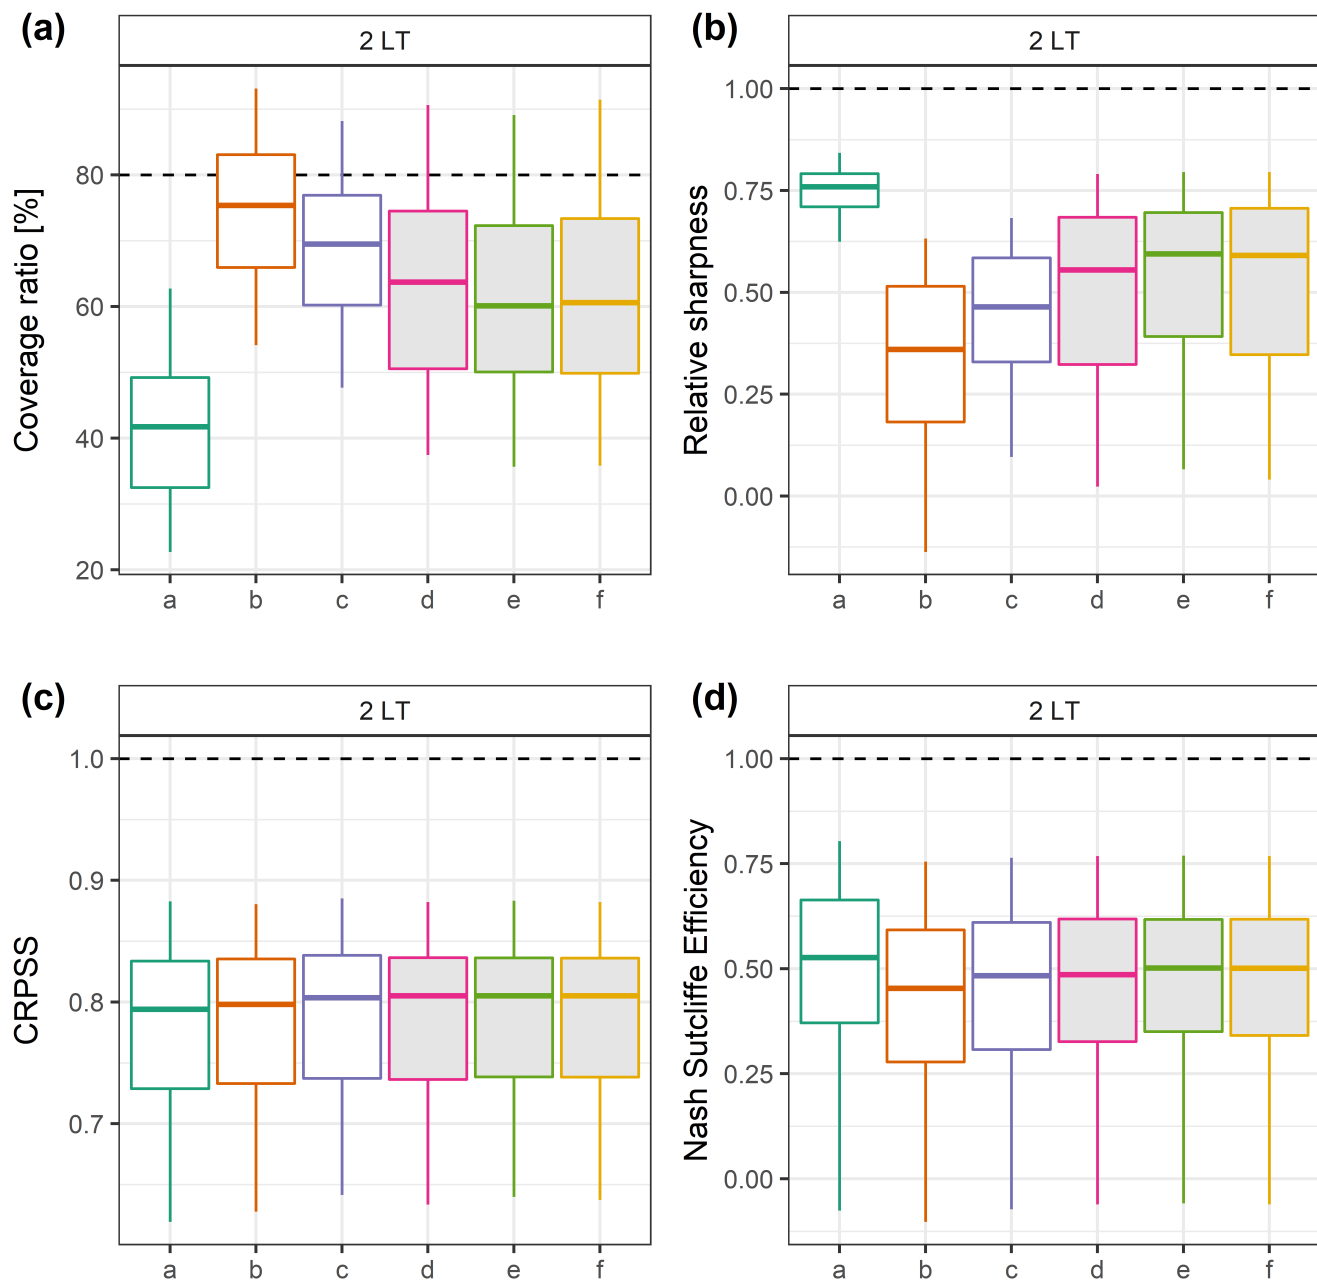 (a)
2 LT
Coverage ratio [%]
80
60
40
20
a b c d e f
(b)
2 LT
Relative sharpness
1.00
0.75
0.50
0.25
0.00
a b c d e f
(c)
2 LT
CRPSS
1.0
0.9
0.8
0.7
a b c d e f
(d)
2 LT
Nash Sutcliffe Efficiency
1.00
0.75
0.50
0.25
0.00
a b c d e f